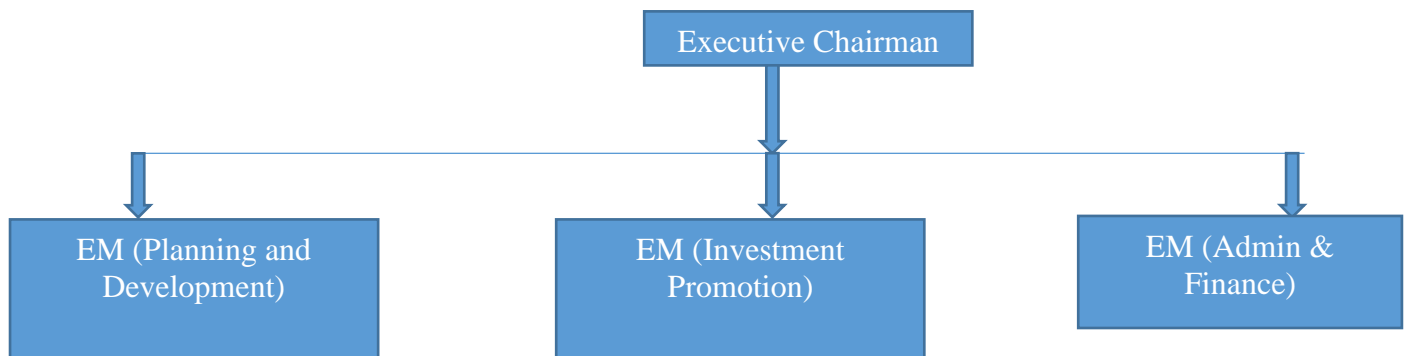 Executive Chairman
EM (Planning and
Development)
EM (Investment
Promotion)
EM (Admin &
Finance)